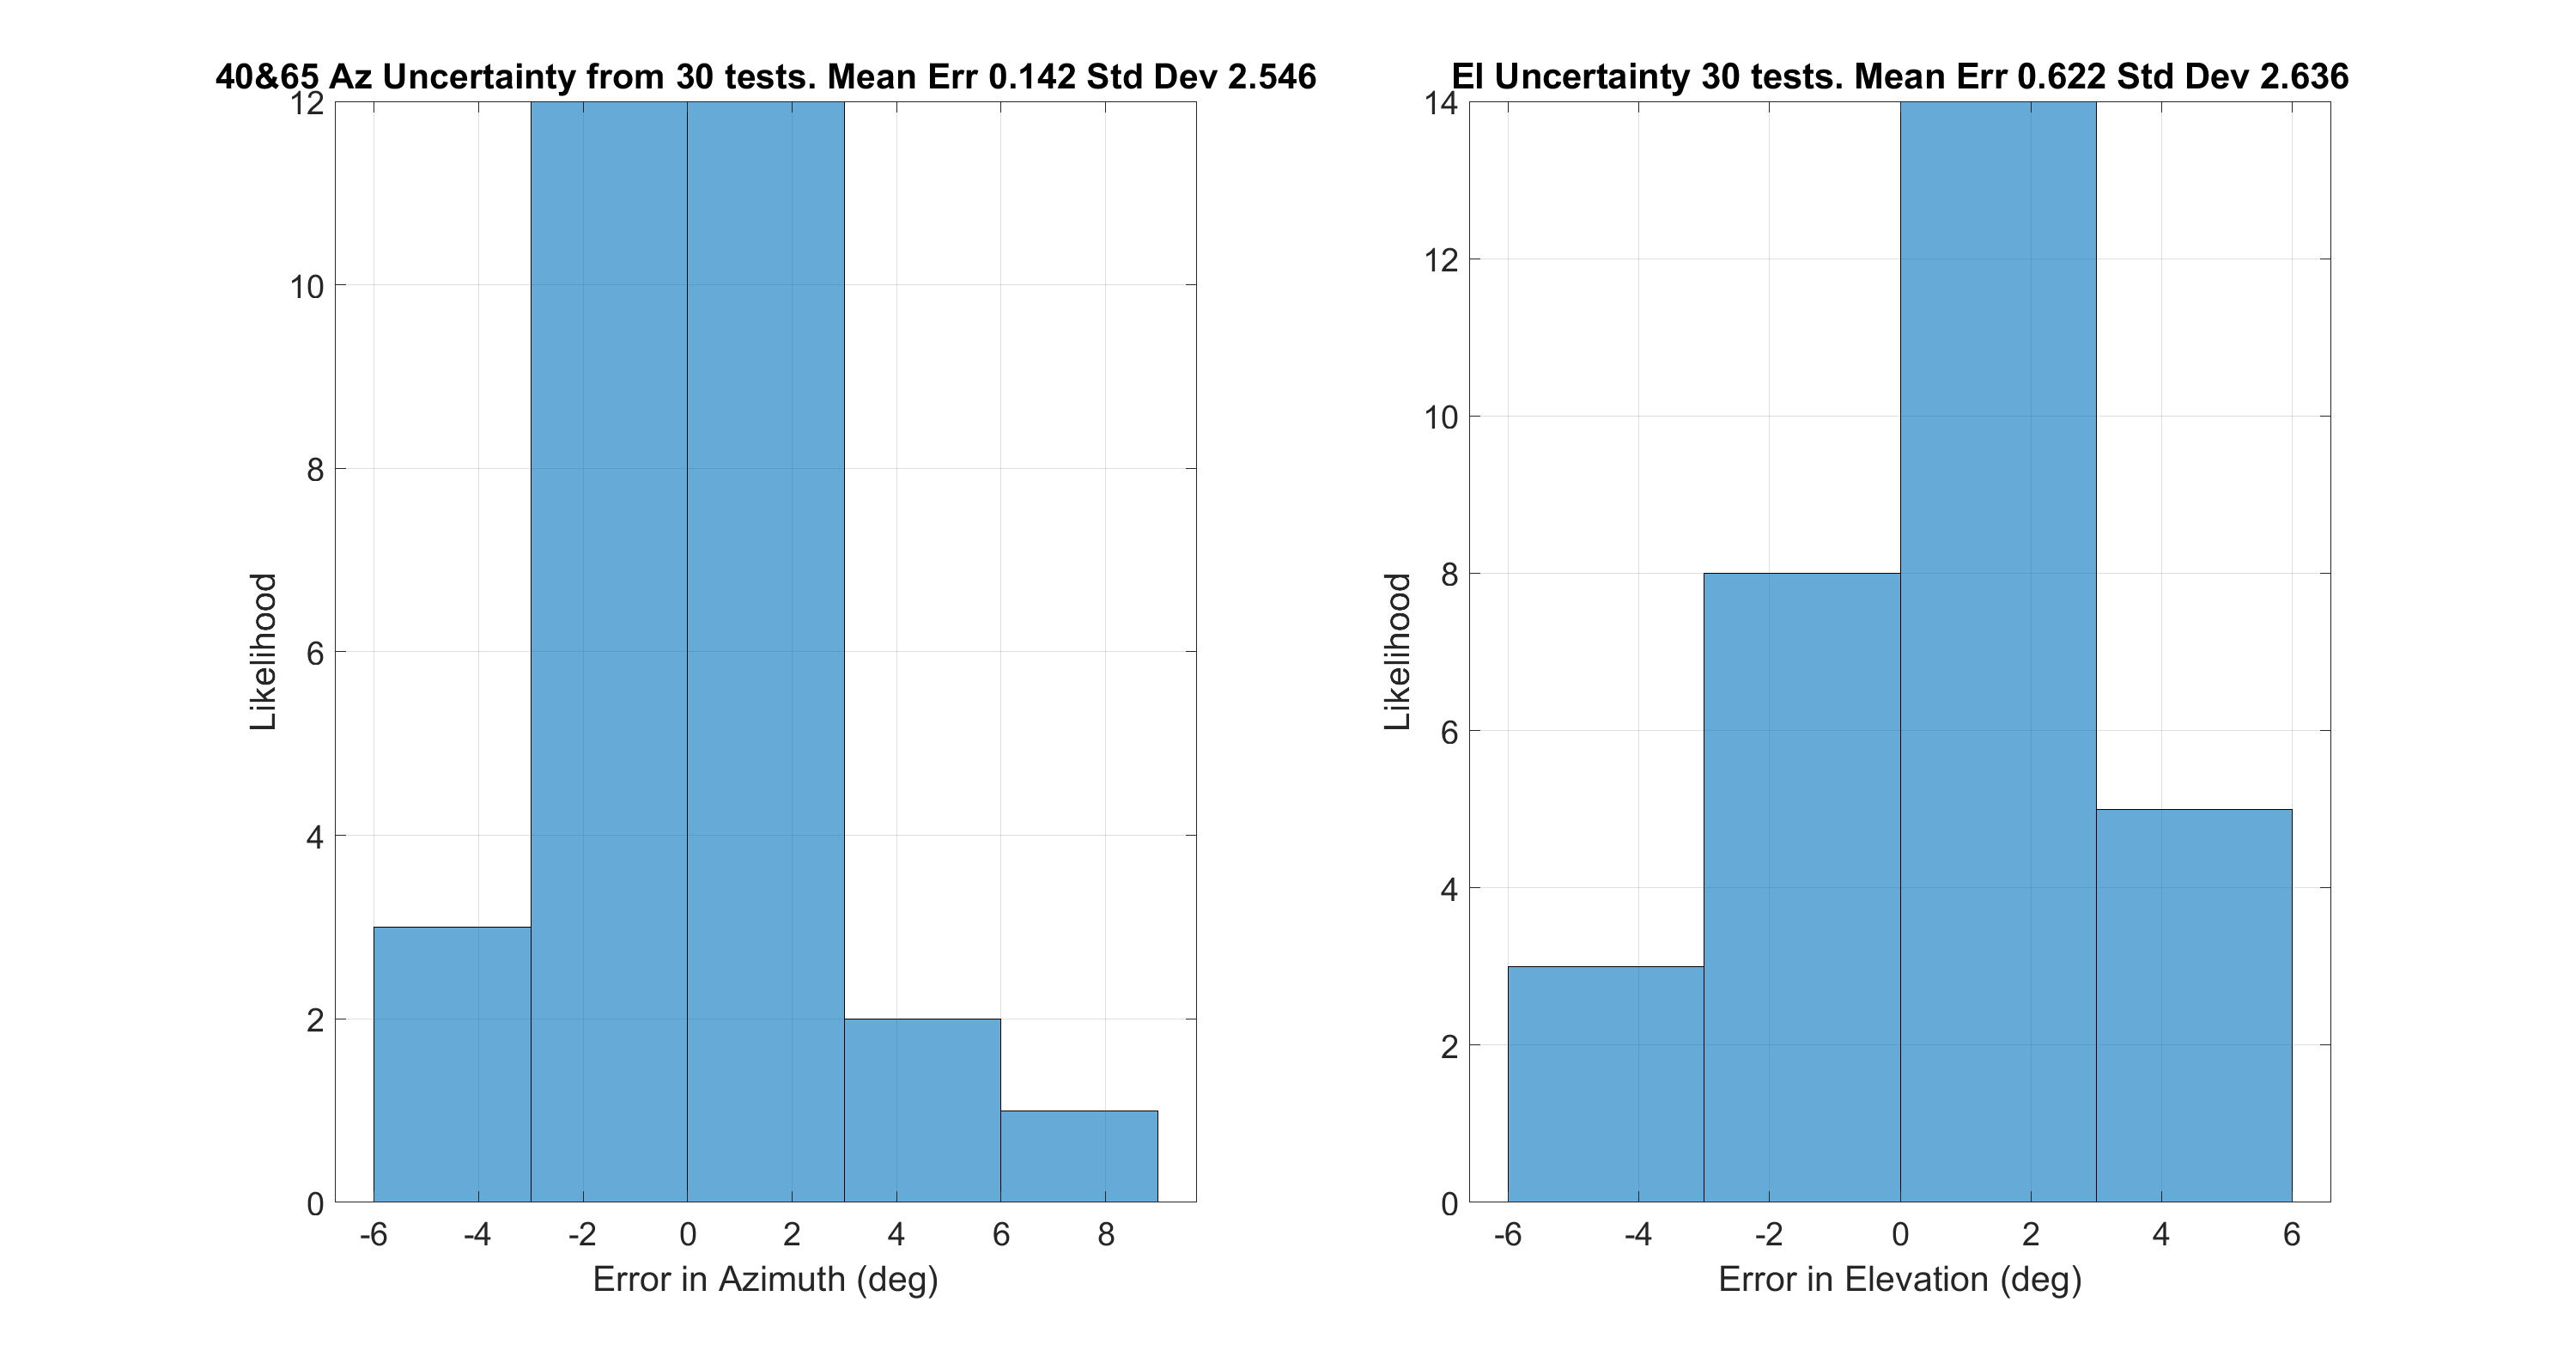 40&65 Az Uncertainty from 30 tests. Mean Err 0.142 Std Dev 2.546
12
10
8
6
4
2
0
Likelihood
-6 -4 -2 0 2 4 6 8
Error in Azimuth (deg)
El Uncertainty 30 tests. Mean Err 0.622 Std Dev 2.636
14
12
10
8
6
4
2
0
Likelihood
-6 -4 -2 0 2 4 6
Error in Elevation (deg)